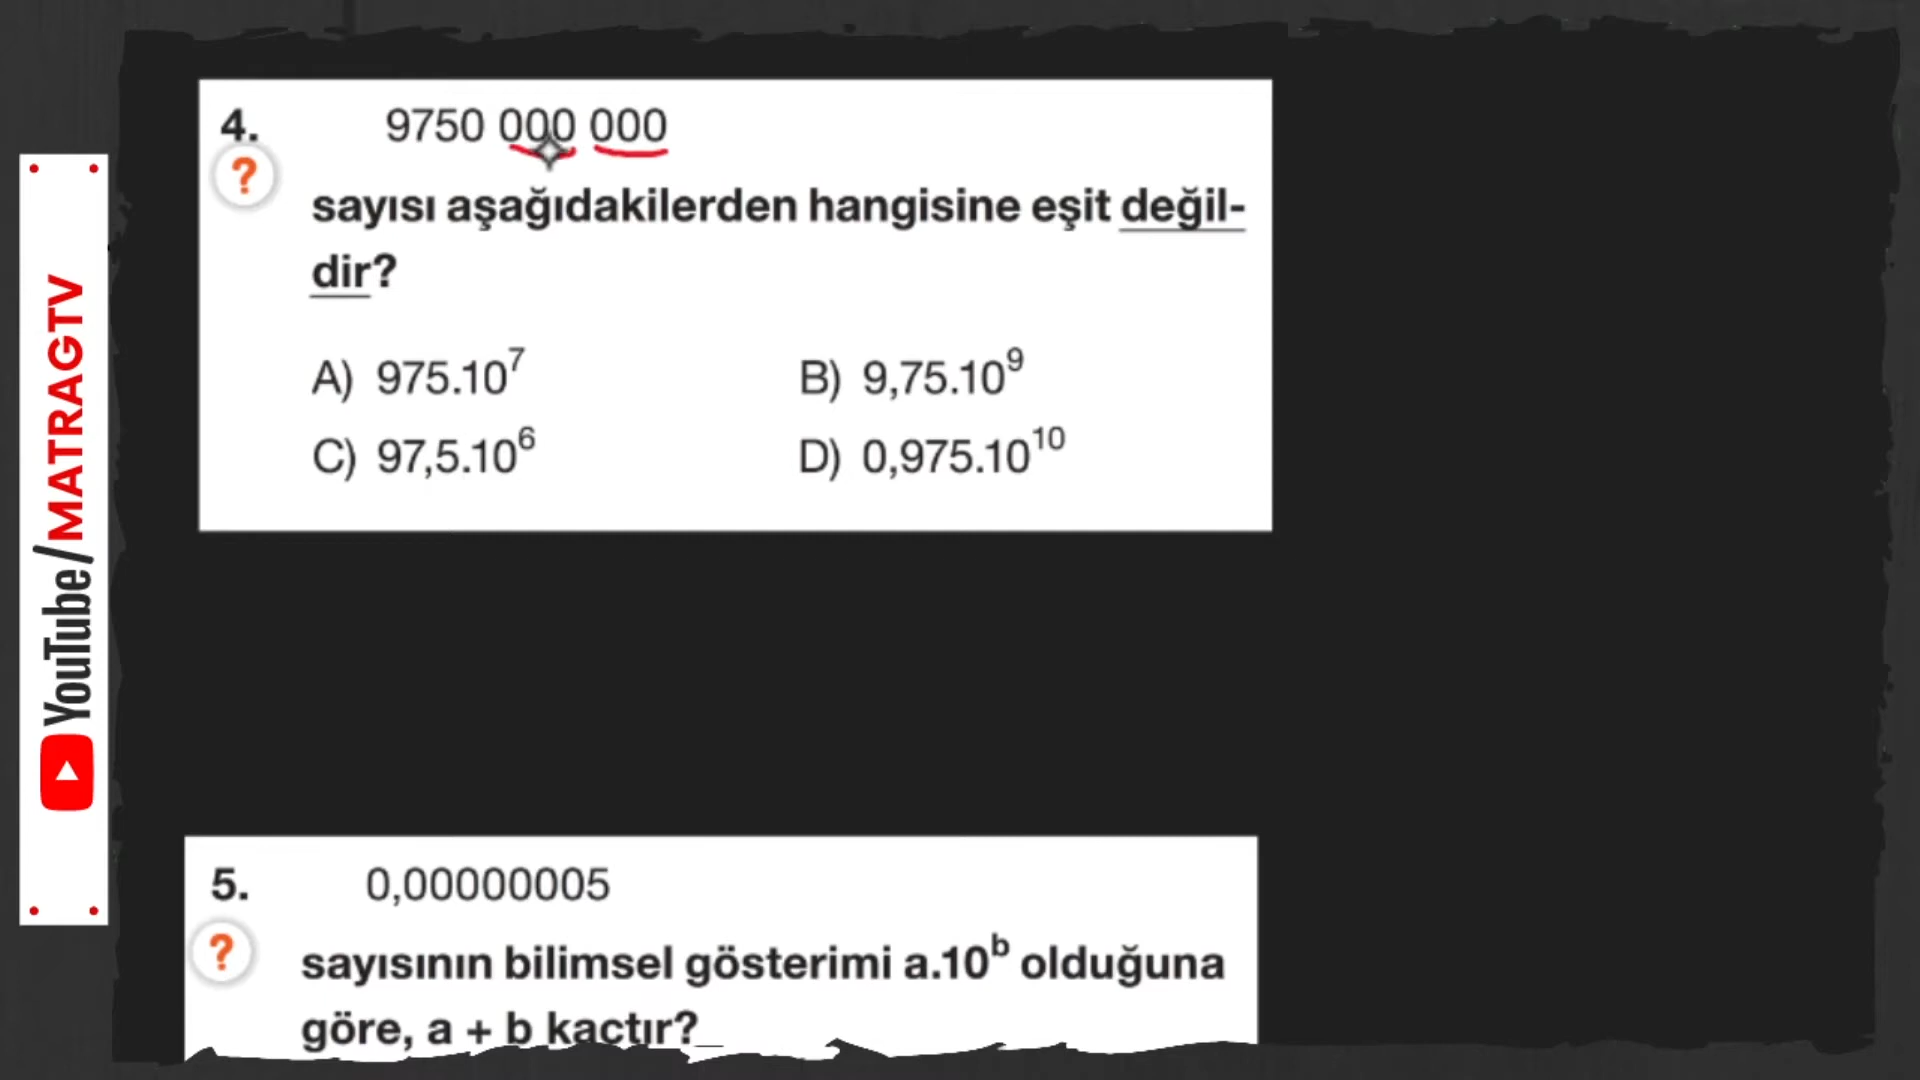 YouTube/MATRAGTV
4. 9750 000 000
?
sayısı aşağıdakilerden hangisine eşit değil-
dir?
A) 975.10⁷ B) 9,75.10⁹
C) 97,5.10⁶ D) 0,975.10¹⁰
5. 0,00000005
?
sayısının bilimsel gösterimi a.10ᵇ olduğuna
göre, a + b kaçtır?